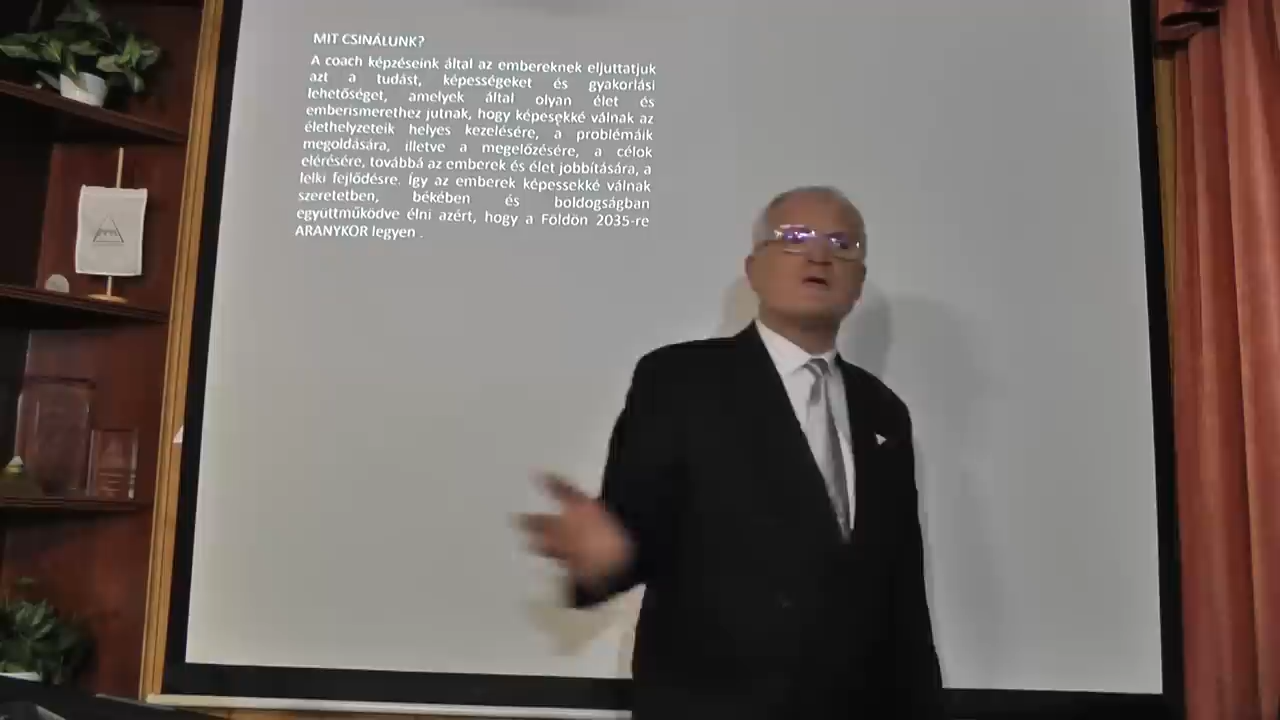 MIT CSINÁLUNK?
A coach képzéseink által az embereknek eljuttatjuk
azt a tudást, képességeket és gyakorlási
lehetőséget, amelyek által olyan élet és
emberismerethez jutnak, hogy képesekké válnak az
élethelyzeteik helyes kezelésére, a problémáik
megoldására, illetve a megelőzésére, a célok
elérésére, továbbá az emberek és élet jobbítására, a
lelki fejlődésre. Így az emberek képessekké válnak
szeretetben, békében és boldogságban
együttműködve élni azért, hogy a Földön 2035-re
ARANYKOR legyen .